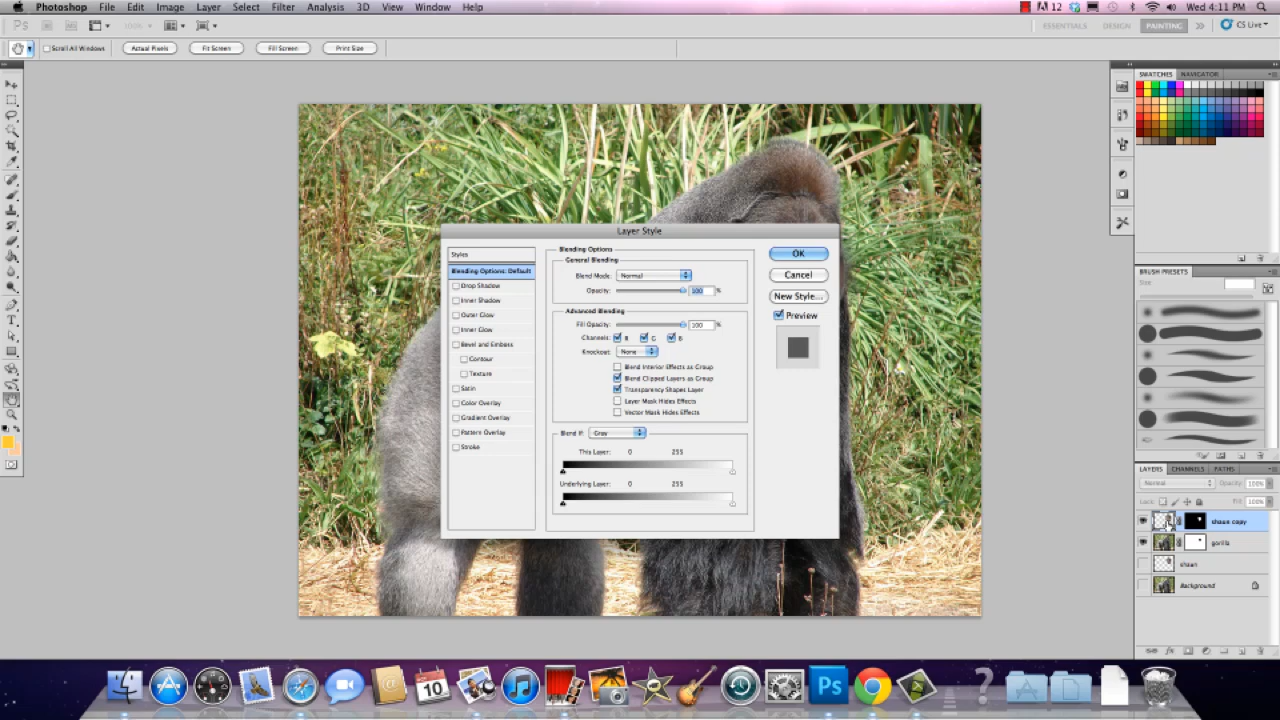 Photoshop File Edit Image Layer Select Filter Analysis 3D View Window Help
12 Wed 4:11 PM
Ps 100% ESSENTIALS DESIGN PAINTING CS Live
Scroll All Windows Actual Pixels Fit Screen Fill Screen Print Size
SWATCHES NAVIGATOR
Layer Style
Styles
Blending Options: Default
Drop Shadow
Inner Shadow
Outer Glow
Inner Glow
Bevel and Emboss
Contour
Texture
Satin
Color Overlay
Gradient Overlay
Pattern Overlay
Stroke
Blending Options
General Blending
Blend Mode: Normal
Opacity: 100 %
Advanced Blending
Fill Opacity: 100 %
Channels: R G B
Knockout: None
Blend Interior Effects as Group
Blend Clipped Layers as Group
Transparency Shapes Layer
Layer Mask Hides Effects
Vector Mask Hides Effects
Blend If: Gray
This Layer: 0 255
Underlying Layer: 0 255
OK
Cancel
New Style...
Preview
BRUSH PRESETS
Size
LAYERS CHANNELS PATHS
Normal Opacity: 100%
Lock: Fill: 100%
shaun copy
gorilla
shaun
Background
10
Ps